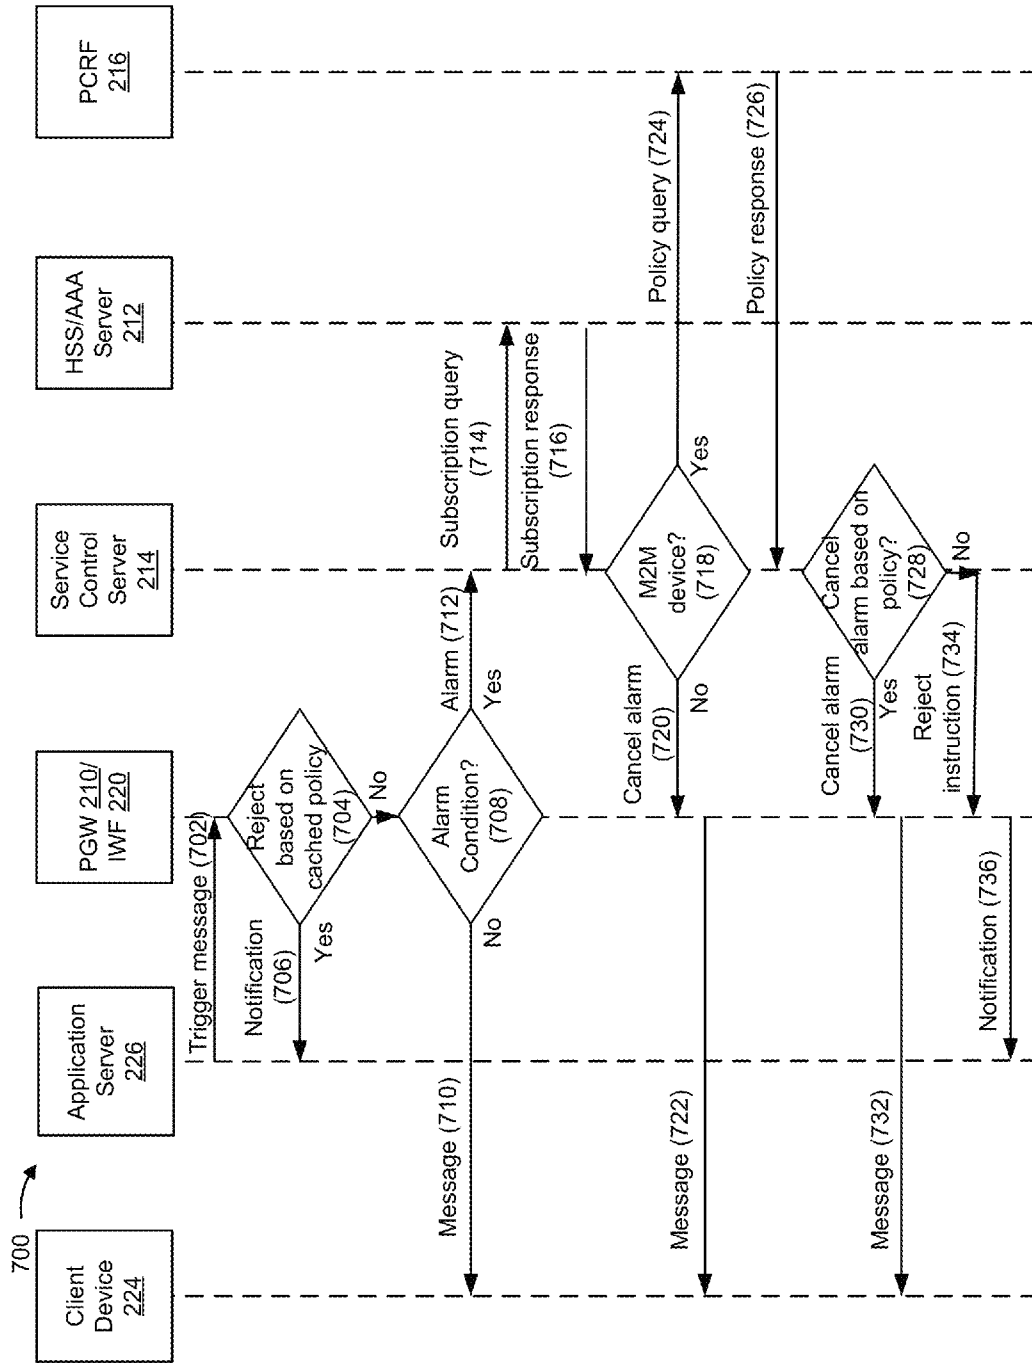 700
Client
Device
224
Application
Server
226
PGW 210/
IWF 220
Service
Control
Server
214
HSS/AAA
Server
212
PCRF
216
Trigger message (702)
Reject
based on
cached policy
(704)
Notification
(706)
Yes
No
Alarm
Condition?
(708)
No
Message (710)
Yes
Alarm (712)
Subscription query
(714)
Subscription response
(716)
M2M
device?
(718)
Cancel alarm
(720)
No
Message (722)
Yes
Policy query (724)
Policy response (726)
Cancel
alarm based on
policy?
(728)
Cancel alarm
(730)
Yes
Message (732)
No
Reject
instruction (734)
Notification (736)